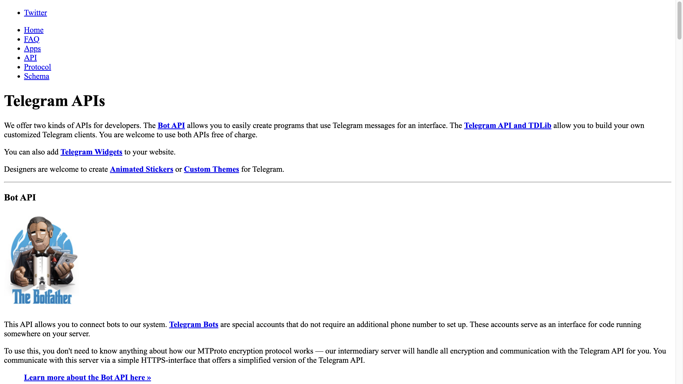 Twitter
Home
FAQ
Apps
API
Protocol
Schema
Telegram APIs
We offer two kinds of APIs for developers. The Bot API allows you to easily create programs that use Telegram messages for an interface. The Telegram API and TDLib allow you to build your own
customized Telegram clients. You are welcome to use both APIs free of charge.
You can also add Telegram Widgets to your website.
Designers are welcome to create Animated Stickers or Custom Themes for Telegram.
Bot API
The Botfather
This API allows you to connect bots to our system. Telegram Bots are special accounts that do not require an additional phone number to set up. These accounts serve as an interface for code running
somewhere on your server.
To use this, you don't need to know anything about how our MTProto encryption protocol works — our intermediary server will handle all encryption and communication with the Telegram API for you. You
communicate with this server via a simple HTTPS-interface that offers a simplified version of the Telegram API.
Learn more about the Bot API here »